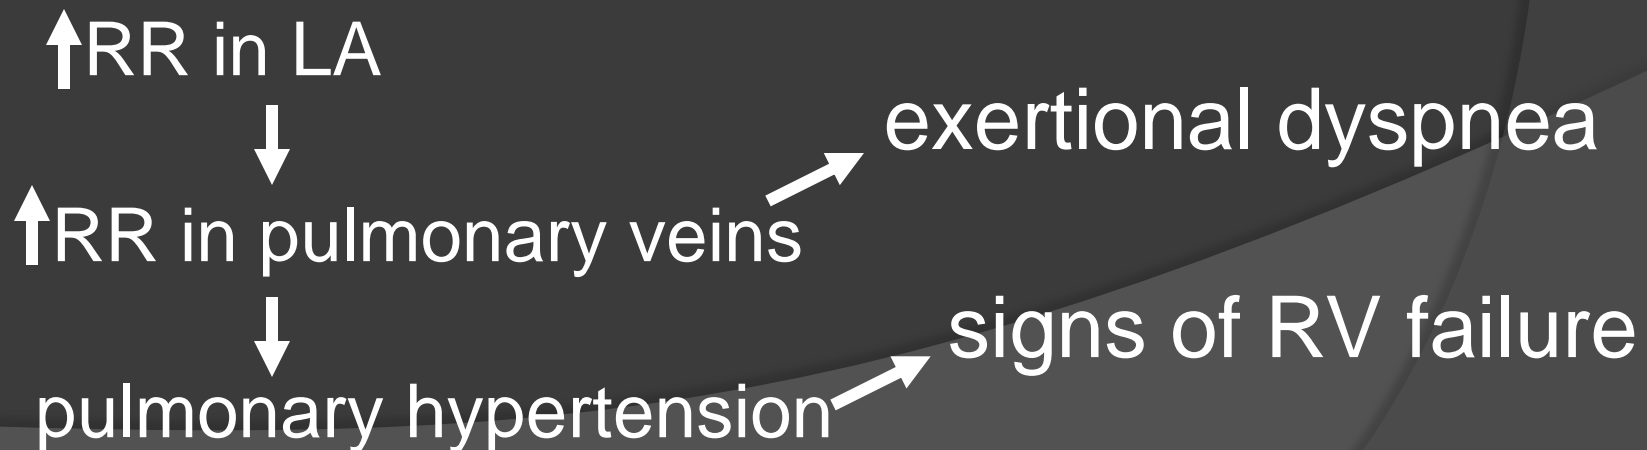 ↑RR in LA
exertional dyspnea
↑RR in pulmonary veins
signs of RV failure
pulmonary hypertension